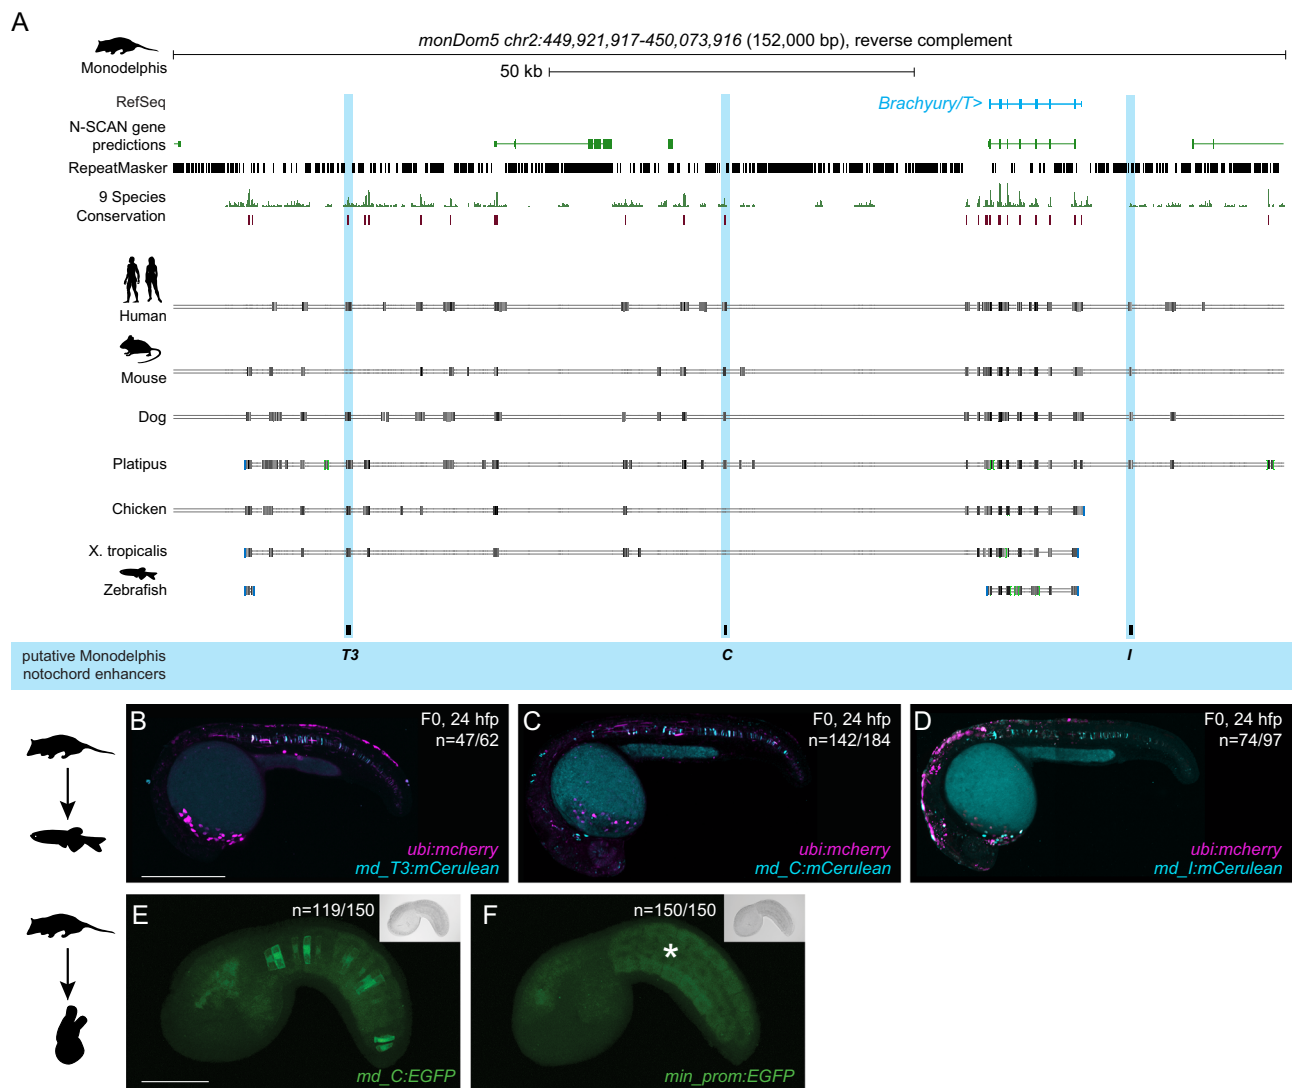 A
monDom5 chr2:449,921,917-450,073,916 (152,000 bp), reverse complement
Monodelphis
50 kb
RefSeq
Brachyury/T>
N-SCAN gene
predictions
RepeatMasker
9 Species
Conservation
Human
Mouse
Dog
Platipus
Chicken
X. tropicalis
Zebrafish
putative Monodelphis
notochord enhancers
T3
C
I
B
F0, 24 hfp
n=47/62
ubi:mcherry
md_T3:mCerulean
C
F0, 24 hfp
n=142/184
ubi:mcherry
md_C:mCerulean
D
F0, 24 hfp
n=74/97
ubi:mcherry
md_I:mCerulean
E
n=119/150
md_C:EGFP
F
n=150/150
*
min_prom:EGFP